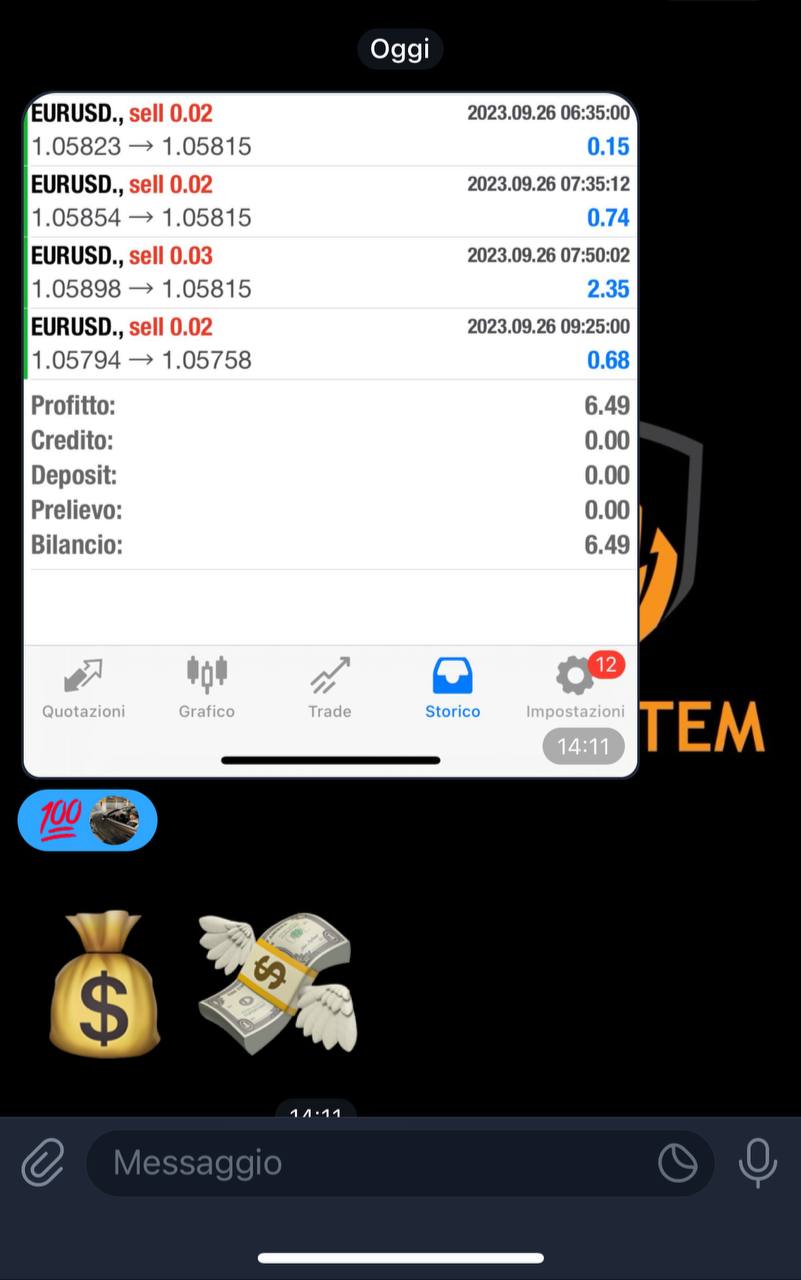 Oggi
EURUSD., sell 0.02 2023.09.26 06:35:00
1.05823 → 1.05815 0.15
EURUSD., sell 0.02 2023.09.26 07:35:12
1.05854 → 1.05815 0.74
EURUSD., sell 0.03 2023.09.26 07:50:02
1.05898 → 1.05815 2.35
EURUSD., sell 0.02 2023.09.26 09:25:00
1.05794 → 1.05758 0.68
Profitto: 6.49
Credito: 0.00
Deposit: 0.00
Prelievo: 0.00
Bilancio: 6.49
12
Quotazioni Grafico Trade Storico Impostazioni
TEM
14:11
100
$ $
14:11
Messaggio